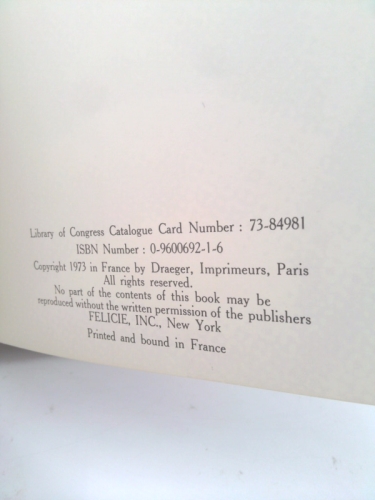 Library of Congress Catalogue Card Number : 73-84981
ISBN Number : 0-9600692-1-6
Copyright 1973 in France by Draeger, Imprimeurs, Paris
All rights reserved.
No part of the contents of this book may be
reproduced without the written permission of the publishers
FELICIE, INC., New York
Printed and bound in France